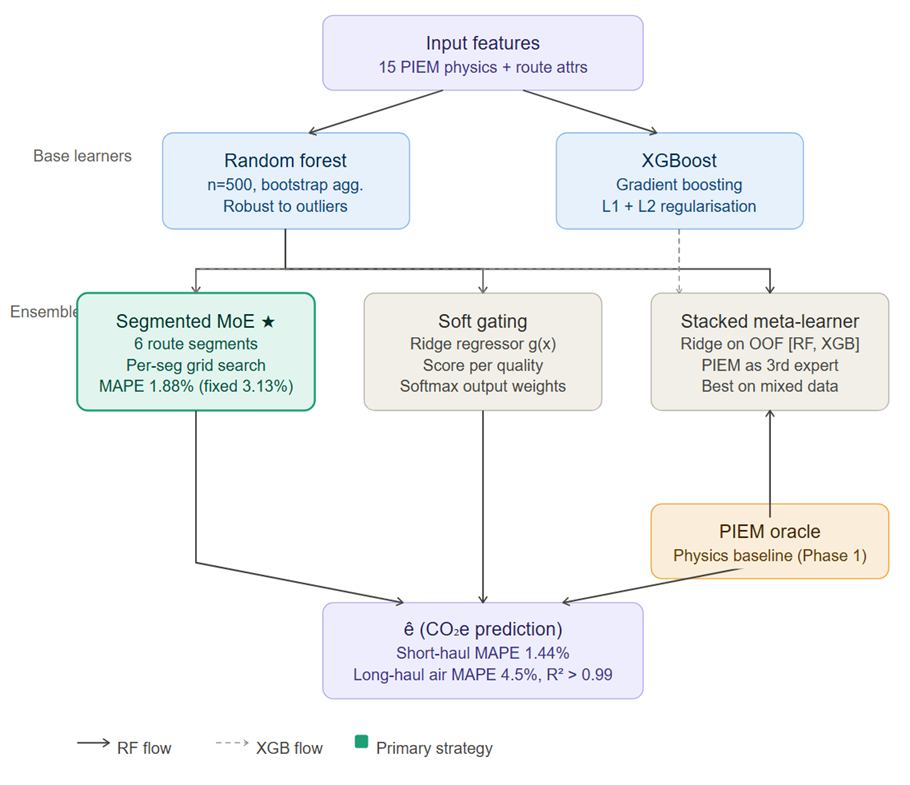 Input features
15 PIEM physics + route attrs
Base learners
Random forest
n=500, bootstrap agg.
Robust to outliers
XGBoost
Gradient boosting
L1 + L2 regularisation
Ensemble
Segmented MoE ★
6 route segments
Per-seg grid search
MAPE 1.88% (fixed 3.13%)
Soft gating
Ridge regressor g(x)
Score per quality
Softmax output weights
Stacked meta-learner
Ridge on OOF [RF, XGB]
PIEM as 3rd expert
Best on mixed data
PIEM oracle
Physics baseline (Phase 1)
ê (CO₂e prediction)
Short-haul MAPE 1.44%
Long-haul air MAPE 4.5%, R² > 0.99
RF flow
XGB flow
Primary strategy